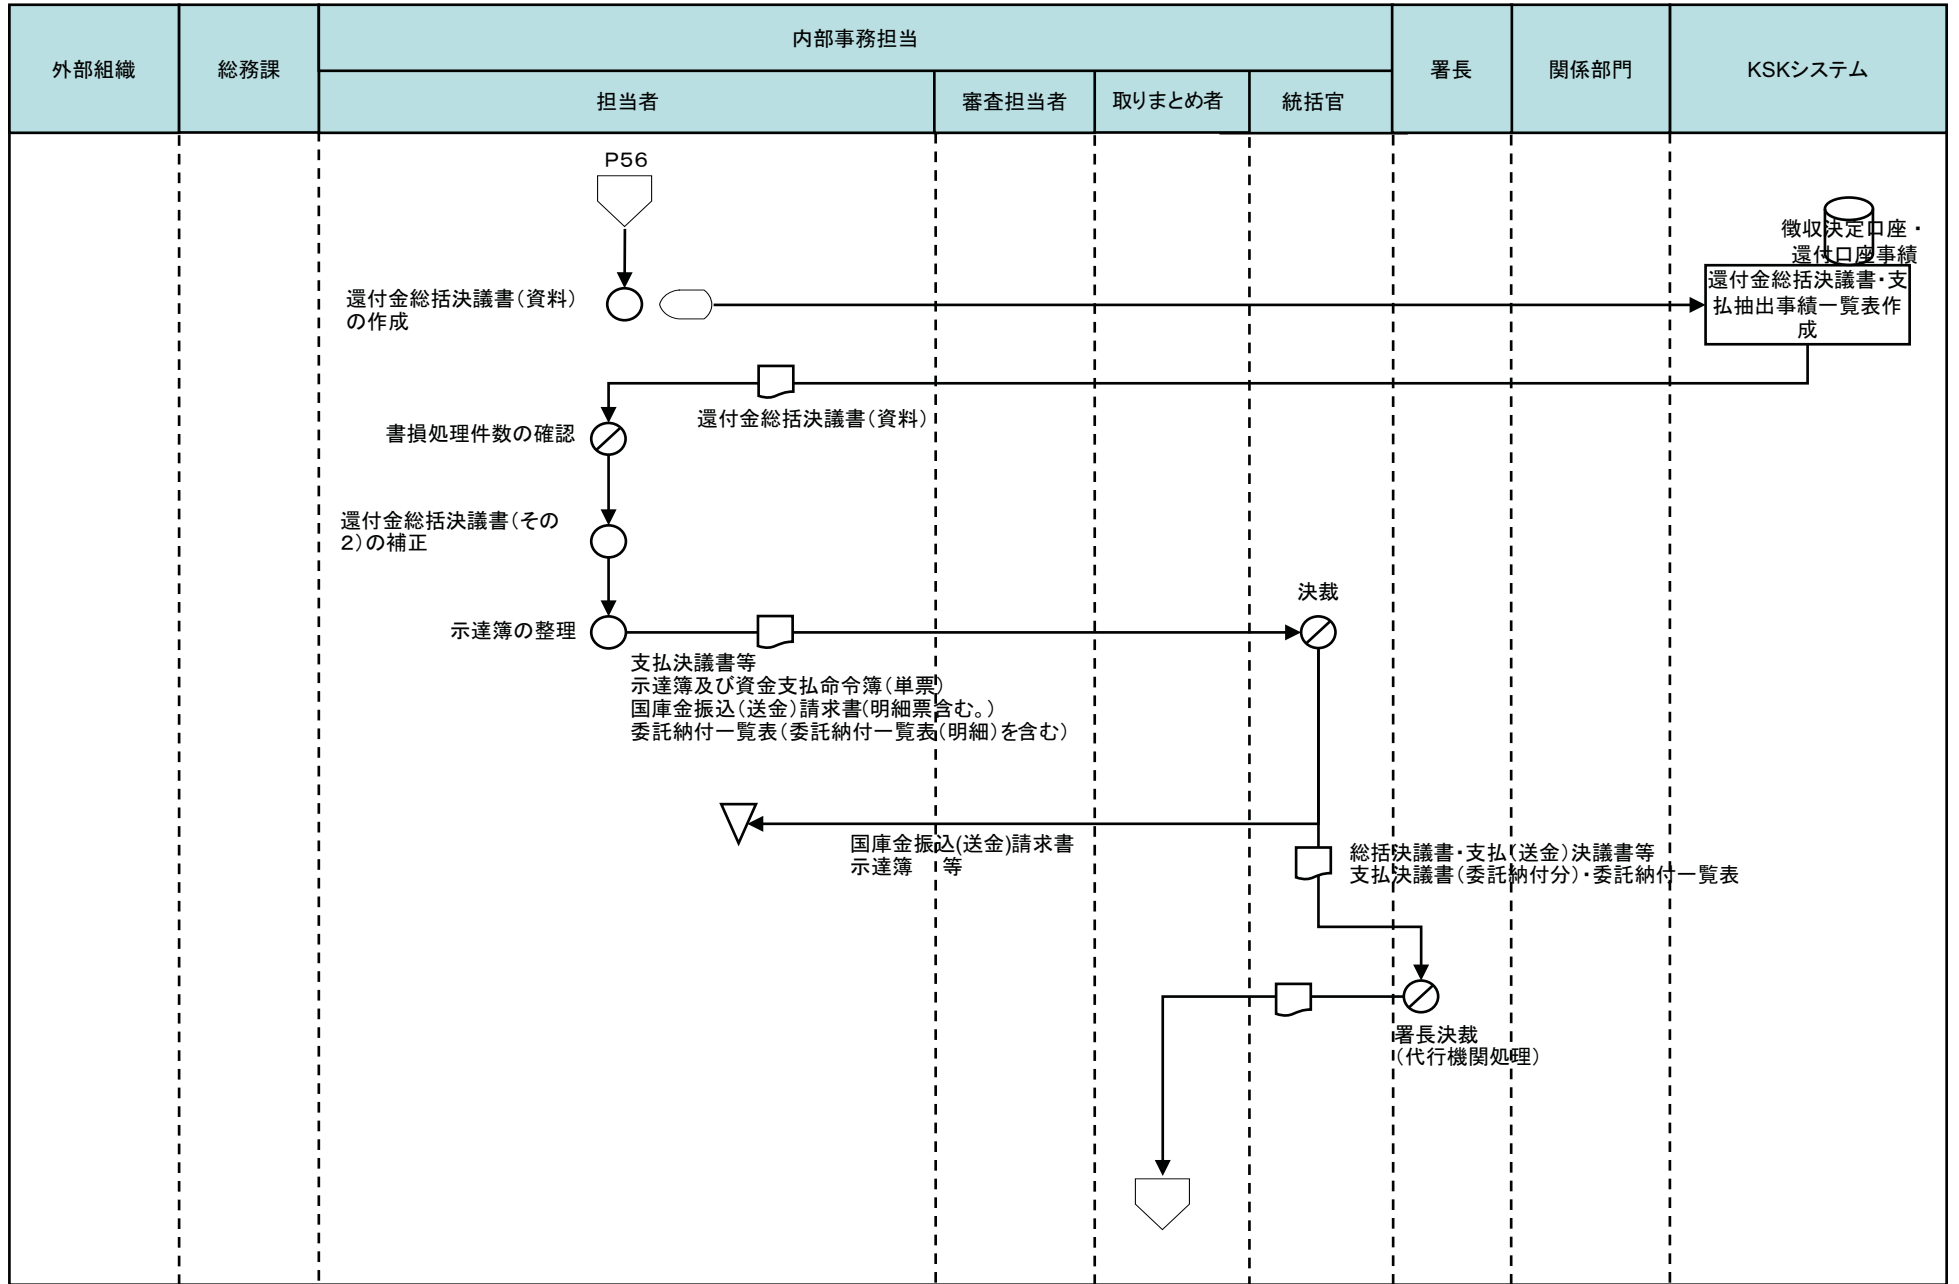 外部組織
総務課
内部事務担当
担当者
審査担当者
取りまとめ者
統括官
署長
関係部門
KSKシステム
P56
徴収決定口座・
還付口座事績
還付金総括決議書・支
払抽出事績一覧表作
成
還付金総括決議書（資料）
の作成
還付金総括決議書（資料）
書損処理件数の確認
還付金総括決議書（その
２）の補正
決裁
示達簿の整理
支払決議書等
示達簿及び資金支払命令簿（単票）
国庫金振込（送金）請求書（明細票含む。）
委託納付一覧表（委託納付一覧表（明細）を含む）
国庫金振込(送金)請求書
示達簿　等
総括決議書・支払（送金）決議書等
支払決議書（委託納付分）・委託納付一覧表
署長決裁
（代行機関処理）